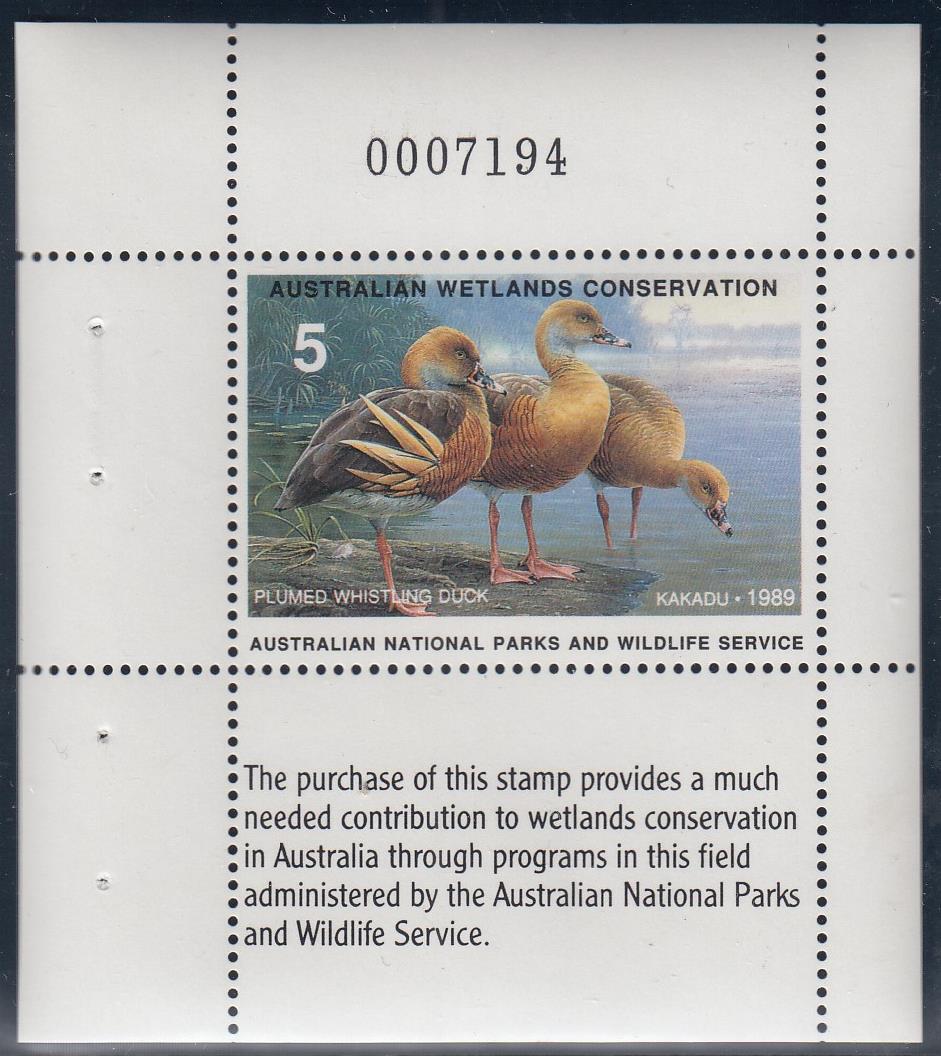 0007194
AUSTRALIAN WETLANDS CONSERVATION
5
PLUMED WHISTLING DUCK
KAKADU • 1989
AUSTRALIAN NATIONAL PARKS AND WILDLIFE SERVICE
The purchase of this stamp provides a much
needed contribution to wetlands conservation
in Australia through programs in this field
administered by the Australian National Parks
and Wildlife Service.